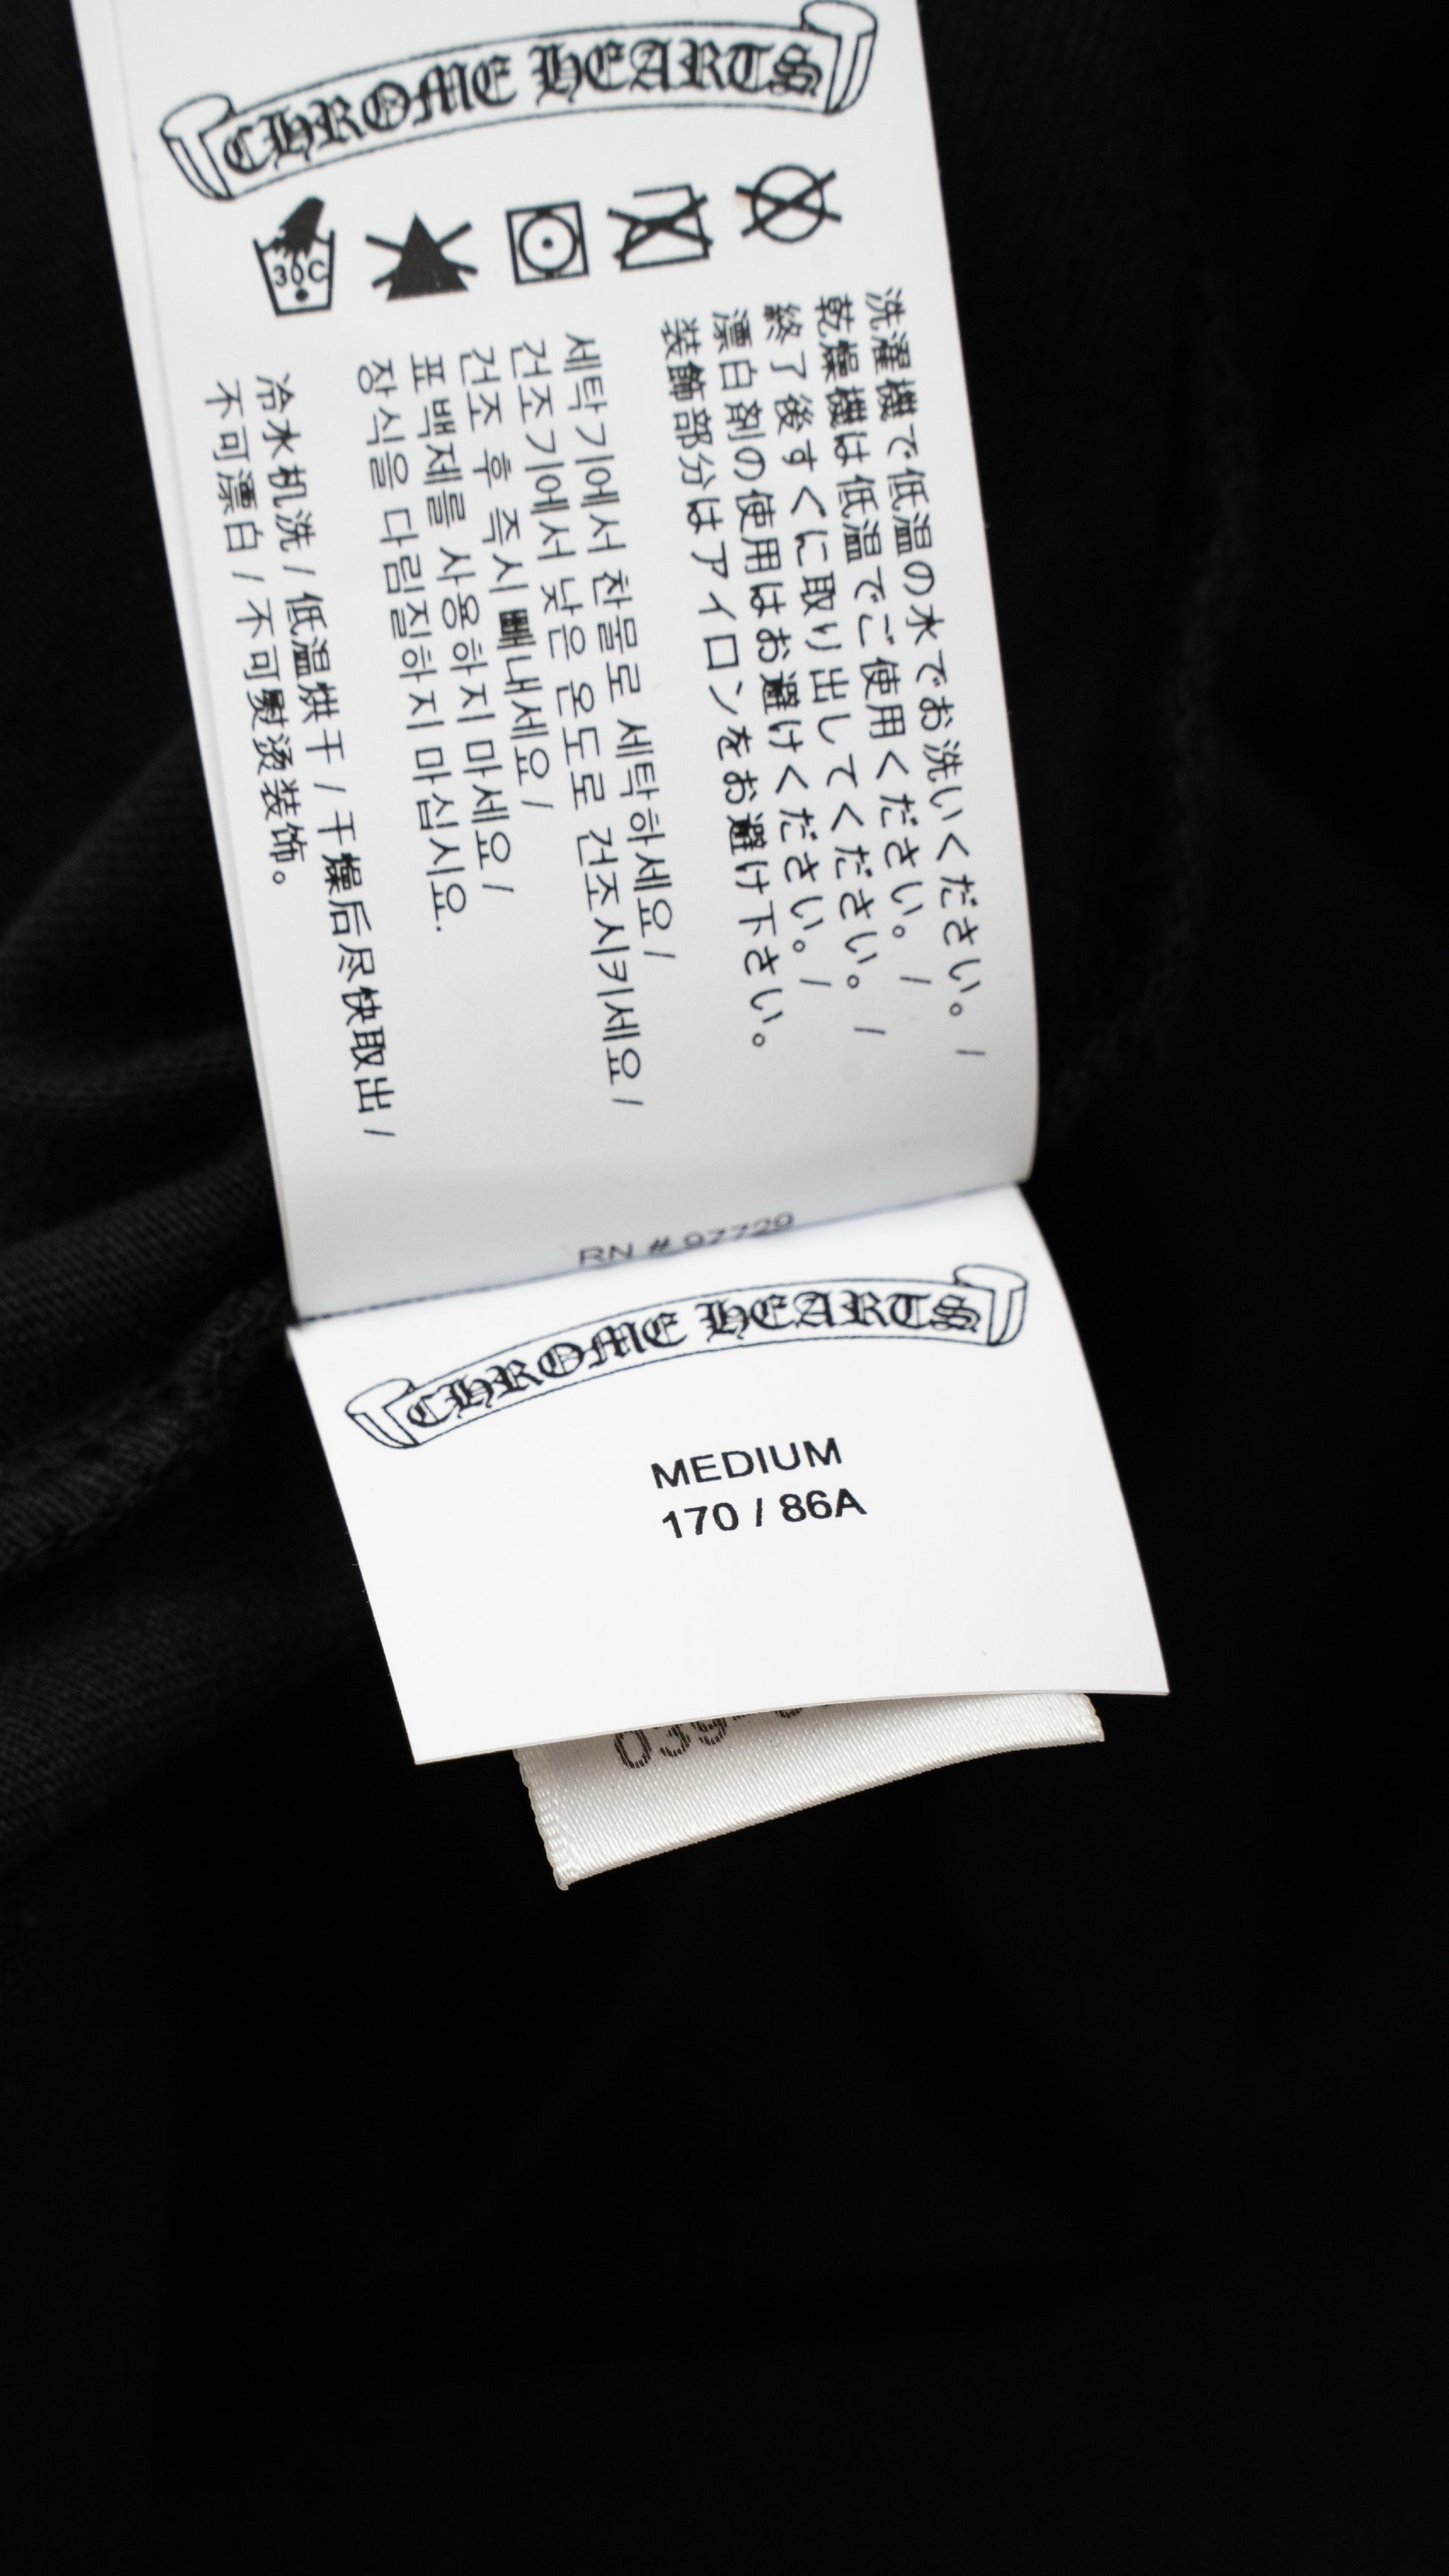 CHROME HEARTS
30C
洗濯機で低温の水でお洗いください。 /
乾燥機は低温でご使用ください。 /
終了後すぐに取り出してください。 /
漂白剤の使用はお避けください。 /
装飾部分はアイロンをお避け下さい。
세탁기에서 찬물로 세탁하세요 /
건조기에서 낮은 온도로 건조시키세요 /
건조 후 즉시 빼내세요 /
표백제를 사용하지 마세요 /
장식을 다림질하지 마십시요.
冷水机洗 / 低温烘干 / 干燥后尽快取出 /
不可漂白 / 不可熨烫装饰。
RN # 97729
CHROME HEARTS
MEDIUM
170 / 86A
039